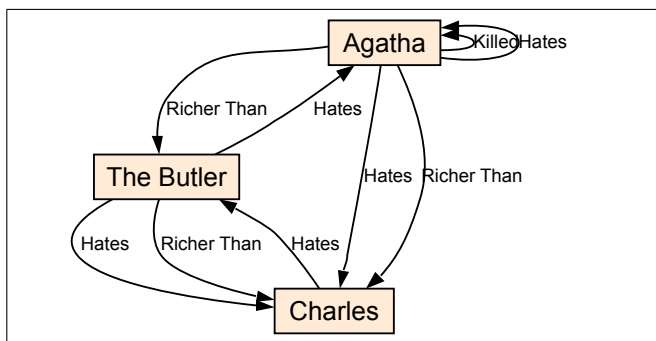 Agatha
Killed Hates
Richer Than Hates
Hates Richer Than
The Butler
Hates Richer Than Hates
Charles